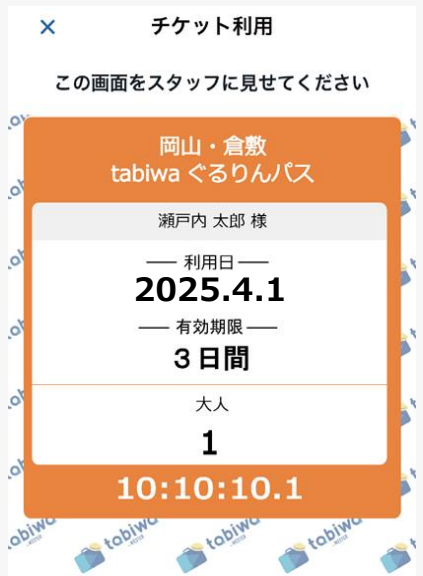 ×
チケット利用
この画面をスタッフに見せてください
岡山・倉敷
tabiwa ぐるりんパス
瀬戸内 太郎 様
利用日
2025.4.1
有効期限
３日間
大人
1
10:10:10.1
tabiwa
tabiwa
tabiwa